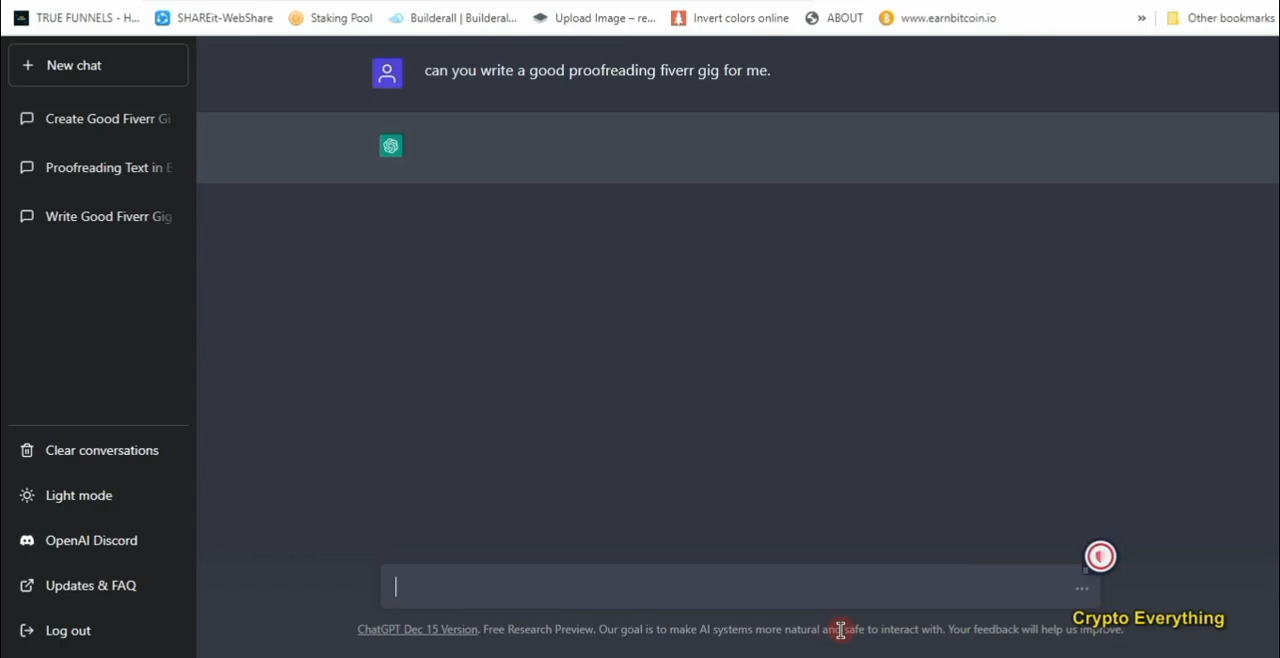 TRUE FUNNELS - H...
SHAREit-WebShare
Staking Pool
Builderall | Builderal...
Upload Image – re...
Invert colors online
ABOUT
www.earnbitcoin.io
»
Other bookmarks
+ New chat
Create Good Fiverr Gi
Proofreading Text in E
Write Good Fiverr Gig
Clear conversations
Light mode
OpenAI Discord
Updates & FAQ
Log out
can you write a good proofreading fiverr gig for me.
Crypto Everything
ChatGPT Dec 15 Version. Free Research Preview. Our goal is to make AI systems more natural and safe to interact with. Your feedback will help us improve.